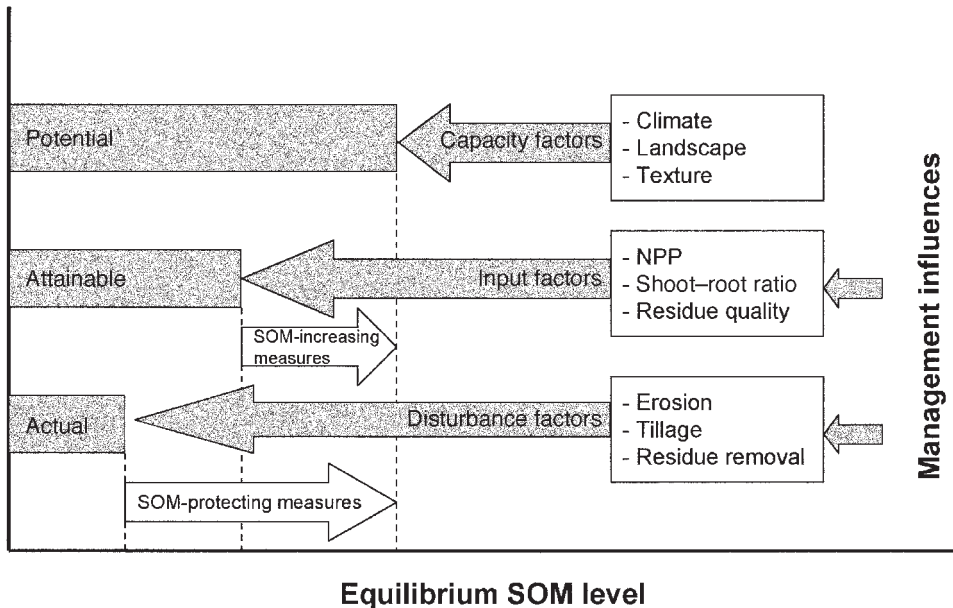 Potential
Capacity factors
- Climate
- Landscape
- Texture
Attainable
Input factors
- NPP
- Shoot–root ratio
- Residue quality
SOM-increasing
measures
Actual
Disturbance factors
- Erosion
- Tillage
- Residue removal
SOM-protecting measures
Management influences
Equilibrium SOM level